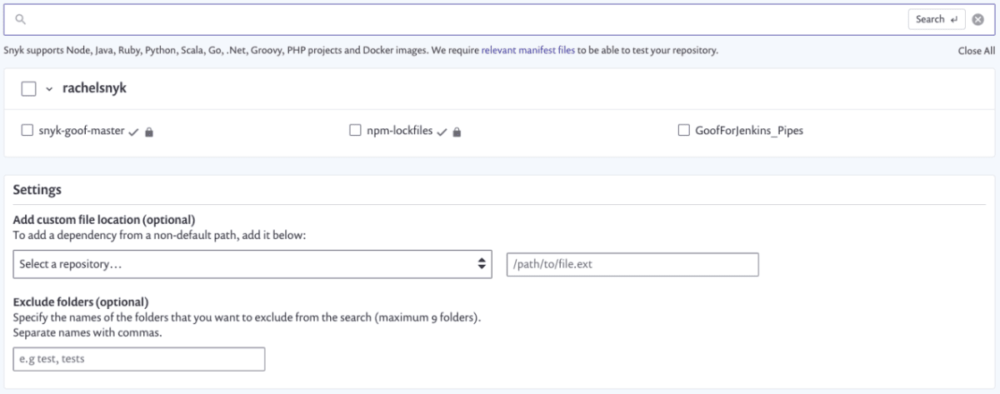 Search ↵
Snyk supports Node, Java, Ruby, Python, Scala, Go, .Net, Groovy, PHP projects and Docker images. We require relevant manifest files to be able to test your repository.
Close All
rachelsnyk
snyk-goof-master
npm-lockfiles
GoofForJenkins_Pipes
Settings
Add custom file location (optional)
To add a dependency from a non-default path, add it below:
Select a repository...
/path/to/file.ext
Exclude folders (optional)
Specify the names of the folders that you want to exclude from the search (maximum 9 folders).
Separate names with commas.
e.g test, tests